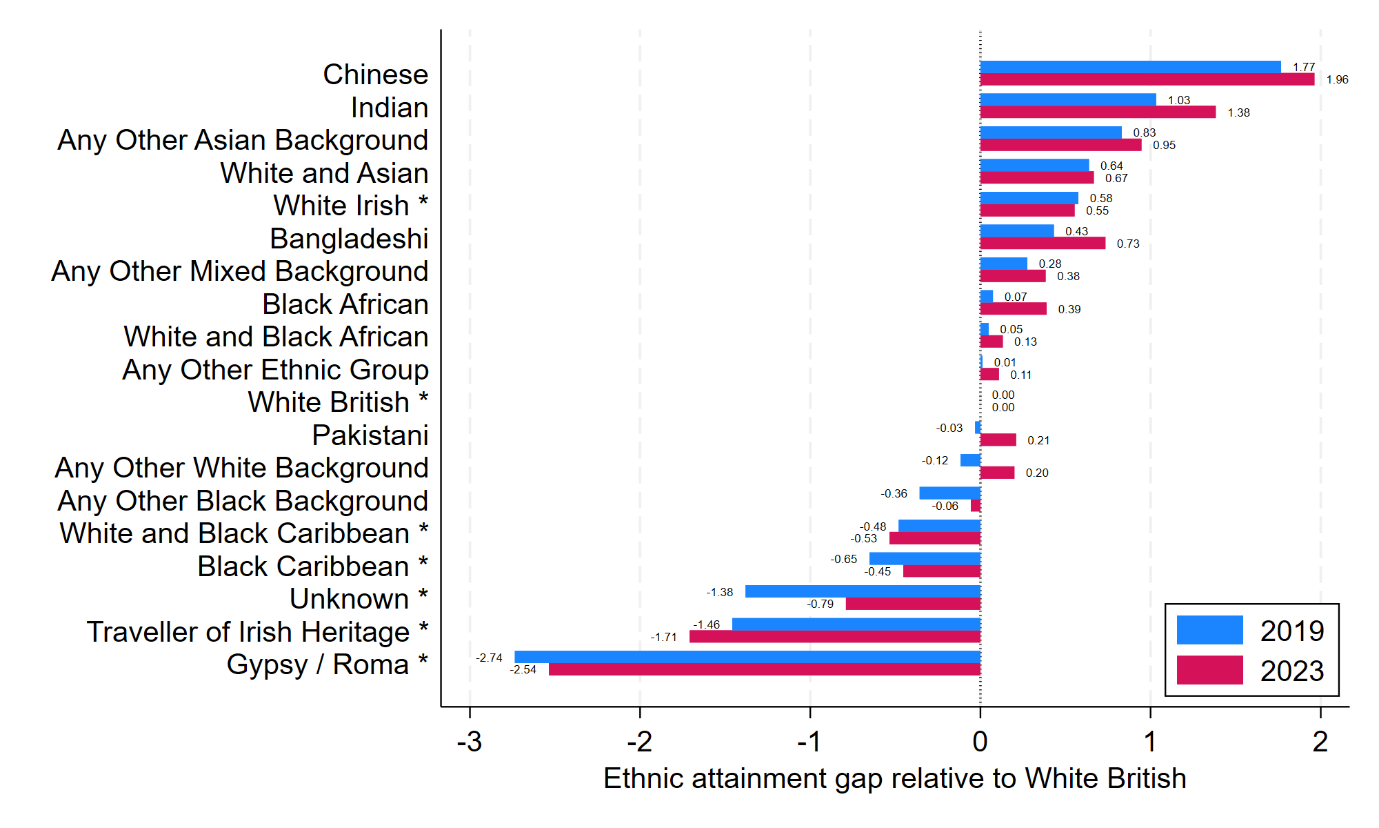 Chinese 1.77
1.96
Indian 1.03
1.38
Any Other Asian Background 0.83
0.95
White and Asian 0.64
0.67
White Irish * 0.58
0.55
Bangladeshi 0.43
0.73
Any Other Mixed Background 0.28
0.38
Black African 0.07
0.39
White and Black African 0.05
0.13
Any Other Ethnic Group 0.01
0.11
White British * 0.00
0.00
Pakistani -0.03
0.21
Any Other White Background -0.12
0.20
Any Other Black Background -0.36
-0.06
White and Black Caribbean * -0.48
-0.53
Black Caribbean * -0.65
-0.45
Unknown * -1.38
-0.79
Traveller of Irish Heritage * -1.46
-1.71
Gypsy / Roma * -2.74
-2.54
2019
2023
-3 -2 -1 0 1 2
Ethnic attainment gap relative to White British